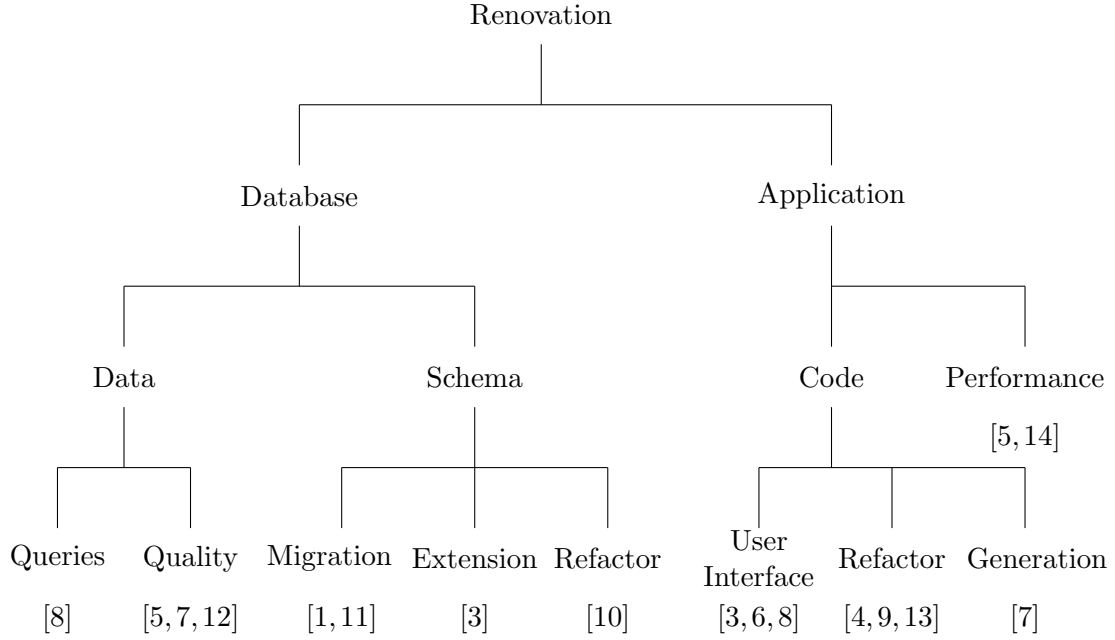 Renovation
Database
Application
Data
Schema
Code
Performance
[5, 14]
Queries
Quality
Migration
Extension
Refactor
User
Interface
Refactor
Generation
[8]
[5, 7, 12]
[1, 11]
[3]
[10]
[3, 6, 8]
[4, 9, 13]
[7]